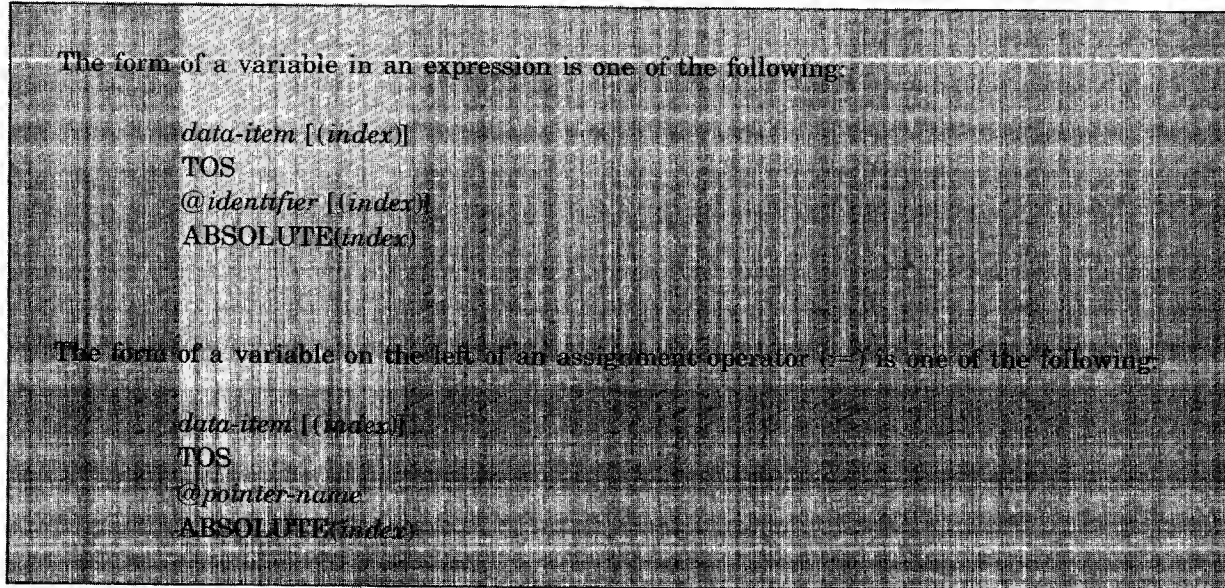 The form of a variable in an expression is one of the following:
data-item [(index)]
TOS
@identifier [(index)]
ABSOLUTE(index)
The form of a variable on the left of an assignment operator (:=) is one of the following:
data-item [(index)]
TOS
@pointer-name
ABSOLUTE(index)